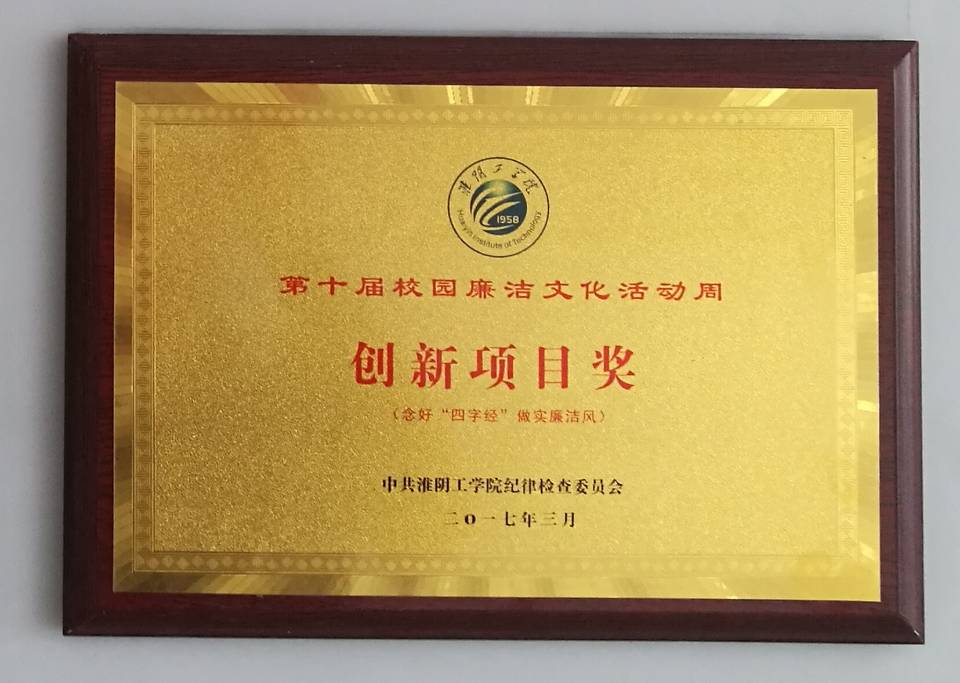 淮阴工学院
1958
Huaiyin Institute of Technology
第十届校园廉洁文化活动周
创新项目奖
（念好“四字经”做实廉洁风）
中共淮阴工学院纪律检查委员会
二0一七年三月